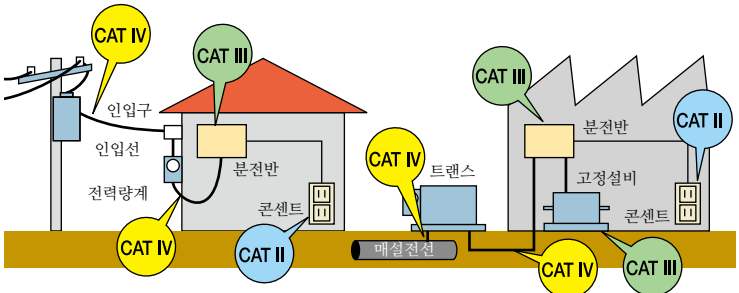 CAT IV
CAT III
인입구
인입선
전력량계
분전반
콘센트
CAT IV
CAT II
CAT IV
트랜스
매설전선
CAT III
분전반
고정설비
콘센트
CAT II
CAT IV
CAT III